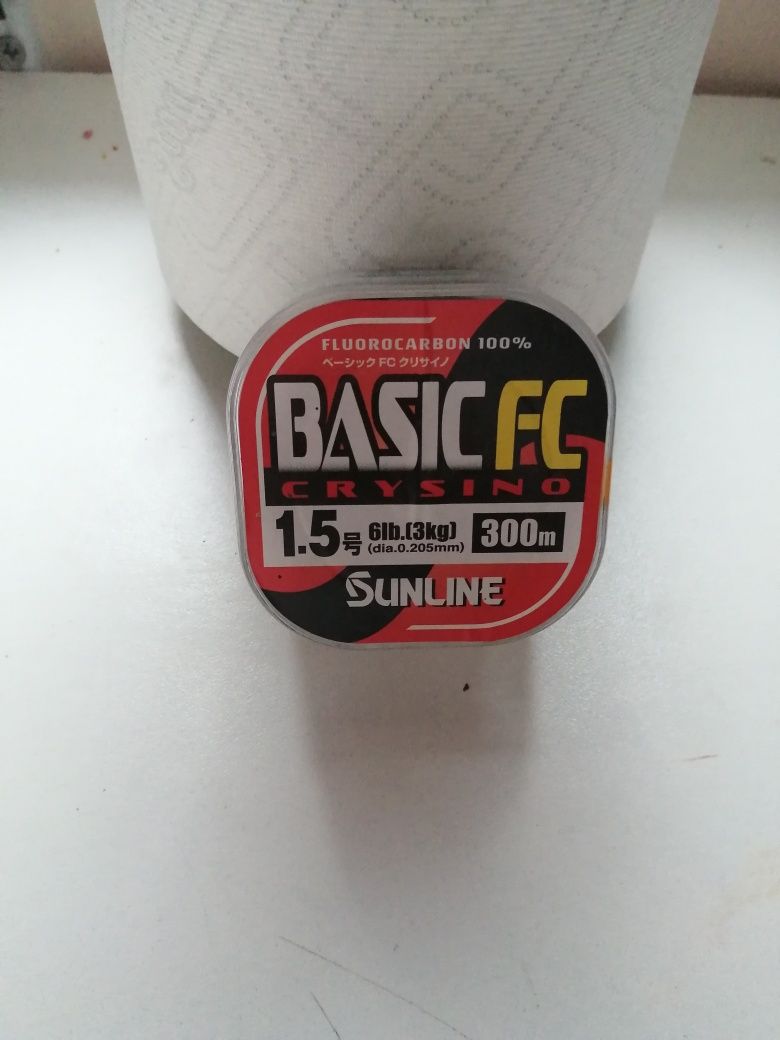 FLUOROCARBON 100%
ベーシック FC クリサイノ
BASIC FC
CRYSINO
1.5号 6lb.(3kg) (dia.0.205mm) 300m
SUNLINE